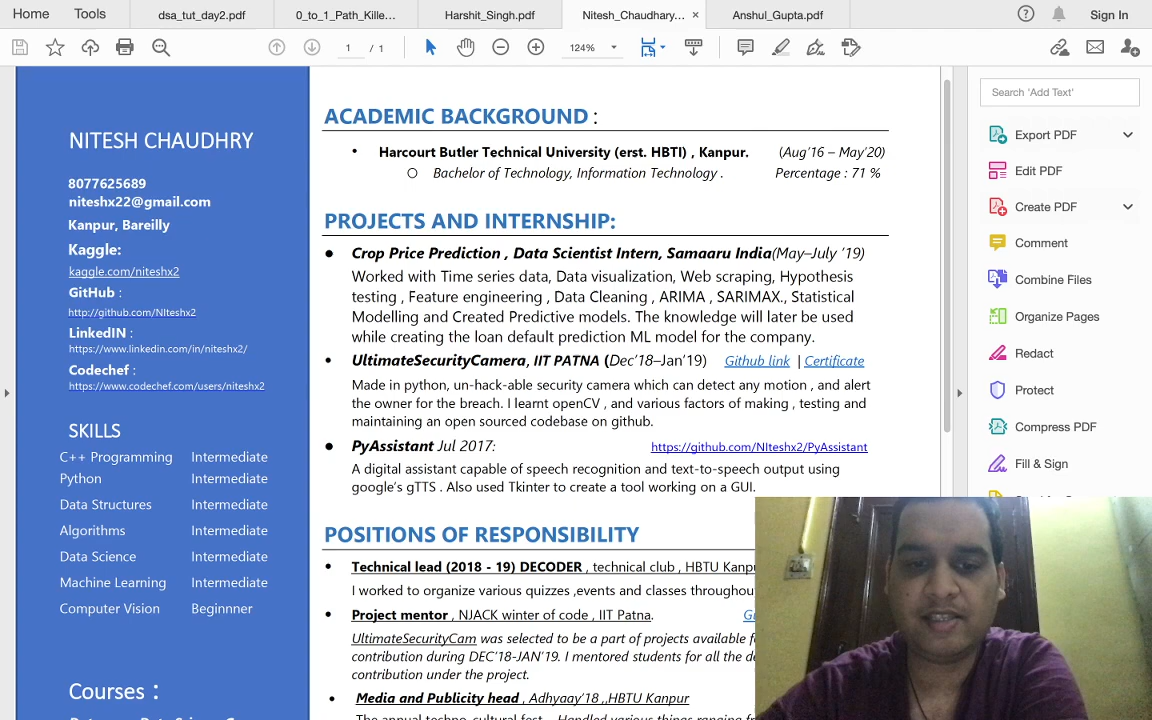 Home Tools dsa_tut_day2.pdf 0_to_1_Path_Kille... Harshit_Singh.pdf Nitesh_Chaudhary... × Anshul_Gupta.pdf Sign In
1 / 1 124%
NITESH CHAUDHRY
8077625689
niteshx22@gmail.com
Kanpur, Bareilly
Kaggle:
kaggle.com/niteshx2
GitHub :
http://github.com/NIteshx2
LinkedIN :
https://www.linkedin.com/in/niteshx2/
Codechef :
https://www.codechef.com/users/niteshx2
SKILLS
C++ Programming Intermediate
Python Intermediate
Data Structures Intermediate
Algorithms Intermediate
Data Science Intermediate
Machine Learning Intermediate
Computer Vision Beginnner
Courses :
ACADEMIC BACKGROUND :
• Harcourt Butler Technical University (erst. HBTI) , Kanpur. (Aug'16 – May'20)
Bachelor of Technology, Information Technology . Percentage : 71 %
PROJECTS AND INTERNSHIP:
● Crop Price Prediction , Data Scientist Intern, Samaaru India(May–July '19)
Worked with Time series data, Data visualization, Web scraping, Hypothesis
testing , Feature engineering , Data Cleaning , ARIMA , SARIMAX., Statistical
Modelling and Created Predictive models. The knowledge will later be used
while creating the loan default prediction ML model for the company.
• UltimateSecurityCamera, IIT PATNA (Dec'18–Jan'19) Github link | Certificate
Made in python, un-hack-able security camera which can detect any motion , and alert
the owner for the breach. I learnt openCV , and various factors of making , testing and
maintaining an open sourced codebase on github.
● PyAssistant Jul 2017: https://github.com/NIteshx2/PyAssistant
A digital assistant capable of speech recognition and text-to-speech output using
google's gTTS . Also used Tkinter to create a tool working on a GUI.
POSITIONS OF RESPONSIBILITY
• Technical lead (2018 - 19) DECODER , technical club , HBTU Kanpu
I worked to organize various quizzes ,events and classes throughou
• Project mentor , NJACK winter of code , IIT Patna.
UltimateSecurityCam was selected to be a part of projects available f
contribution during DEC'18-JAN'19. I mentored students for all the de
contribution under the project.
• Media and Publicity head , Adhyaay'18 ,,HBTU Kanpur
Search 'Add Text'
Export PDF
Edit PDF
Create PDF
Comment
Combine Files
Organize Pages
Redact
Protect
Compress PDF
Fill & Sign